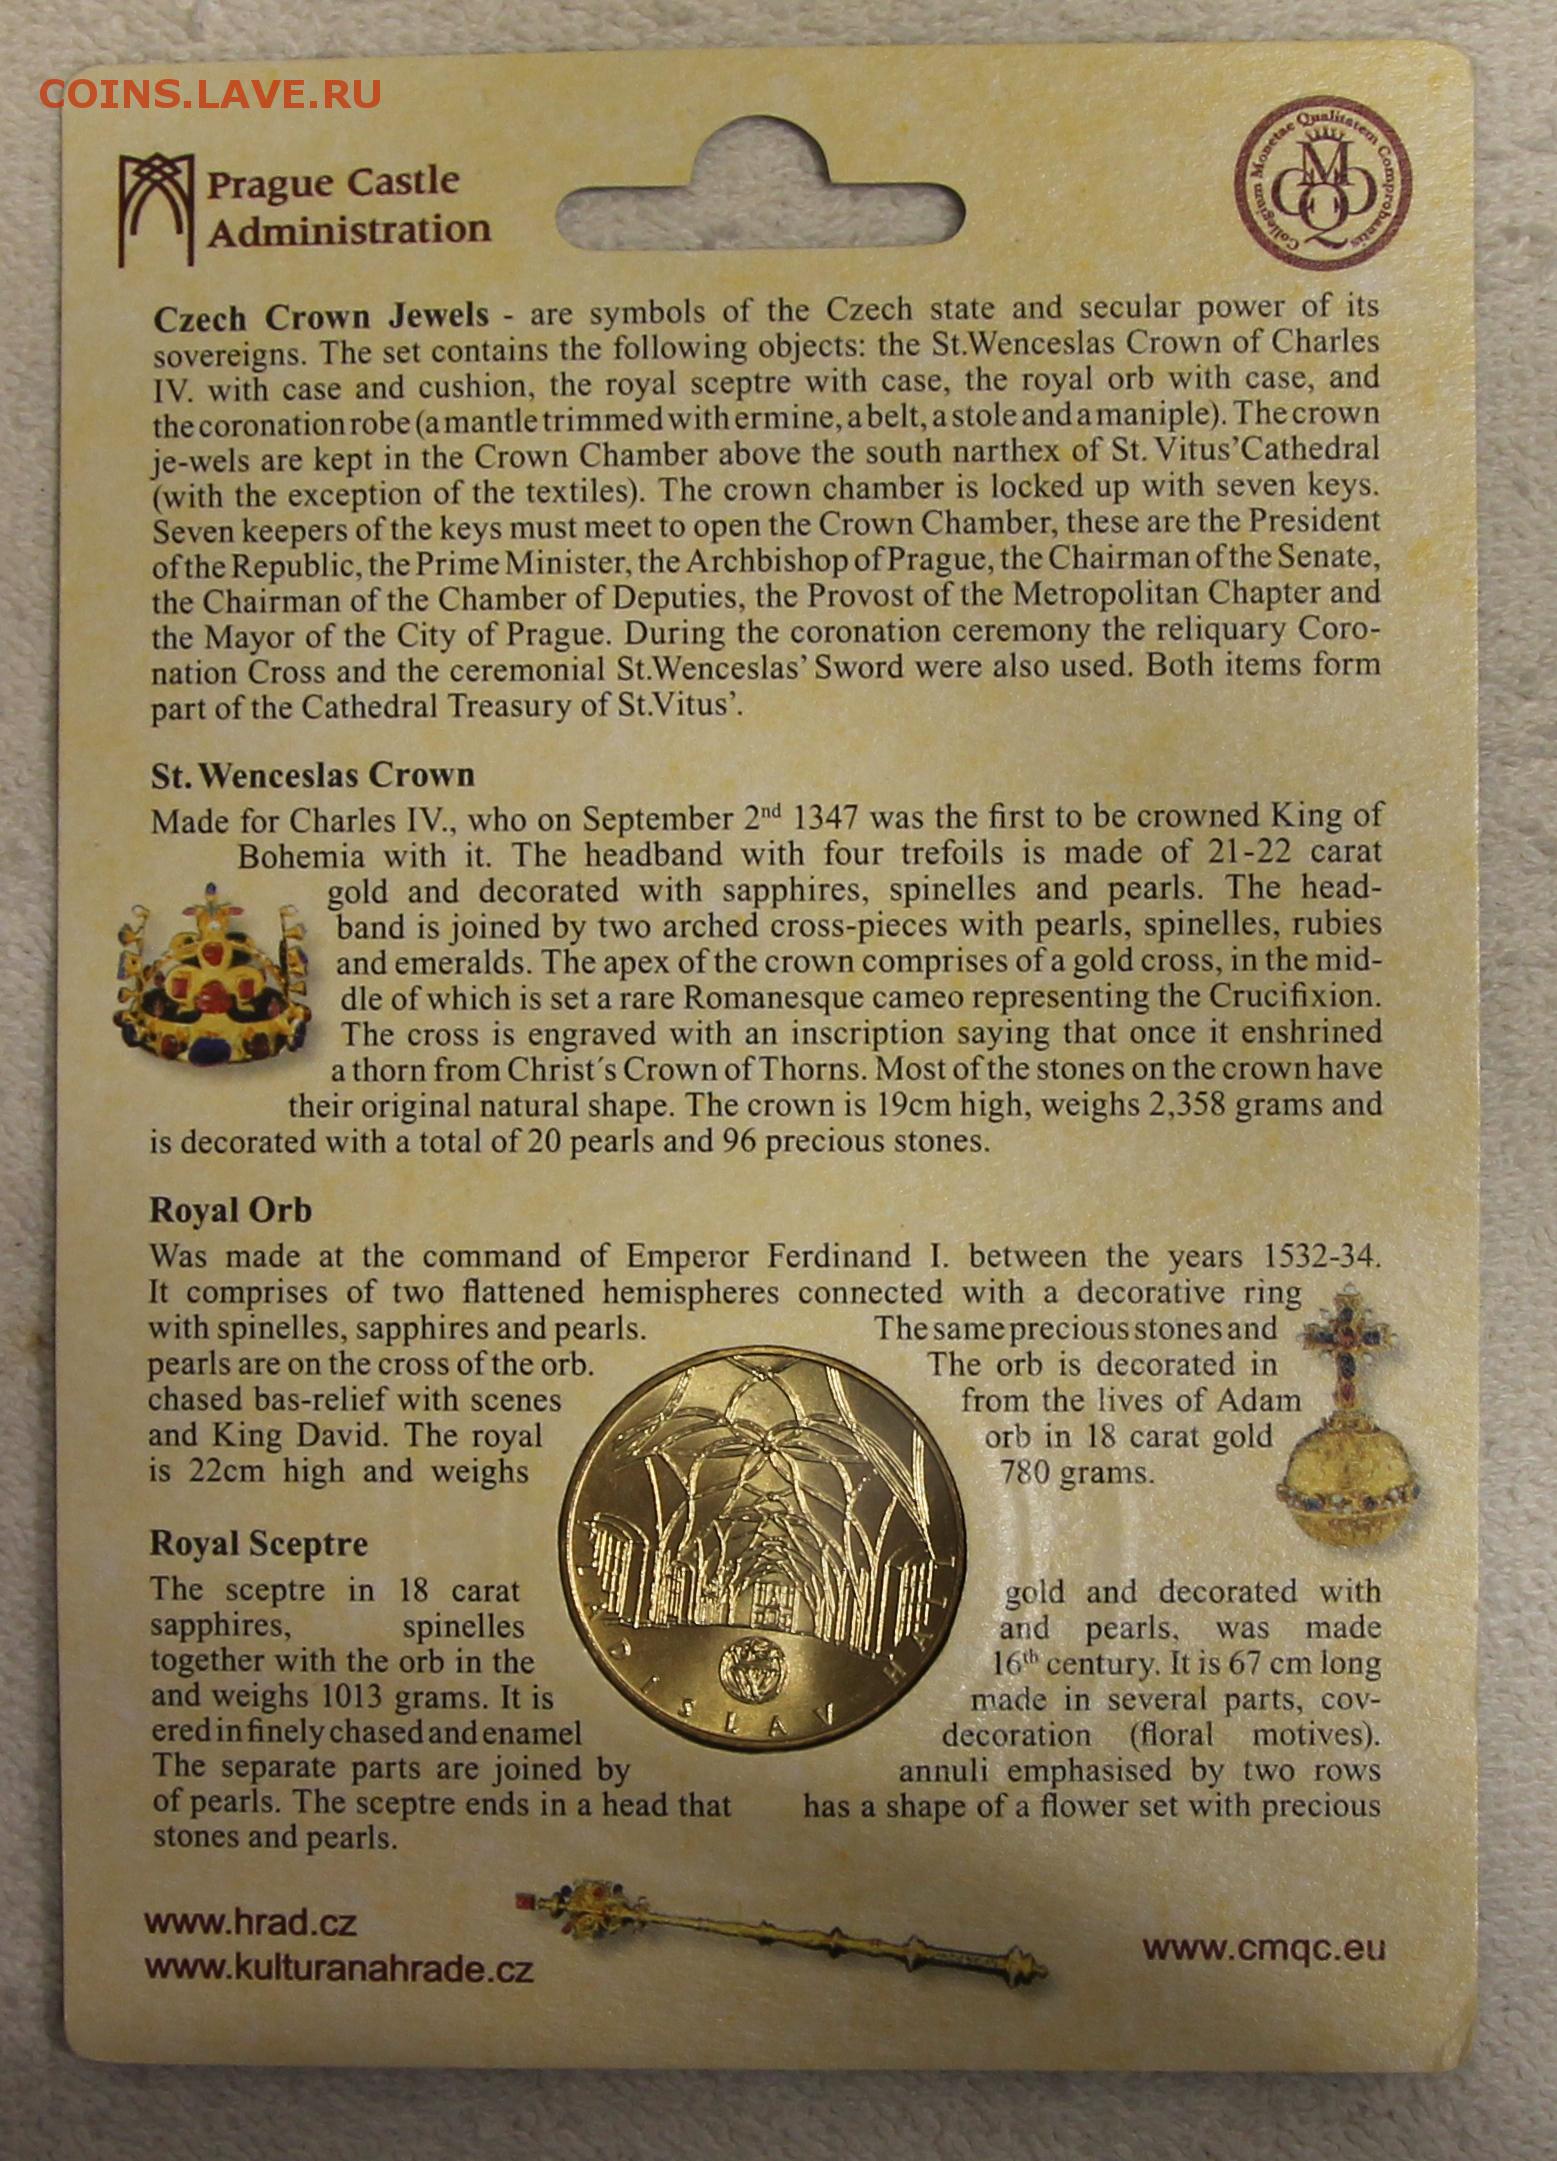 COINS.LAVE.RU
Prague Castle
Administration
Collegium Monetae Qualitatem Comprobantis
CMQC
Czech Crown Jewels - are symbols of the Czech state and secular power of its
sovereigns. The set contains the following objects: the St.Wenceslas Crown of Charles
IV. with case and cushion, the royal sceptre with case, the royal orb with case, and
the coronation robe (a mantle trimmed with ermine, a belt, a stole and a maniple). The crown
je-wels are kept in the Crown Chamber above the south narthex of St. Vitus'Cathedral
(with the exception of the textiles). The crown chamber is locked up with seven keys.
Seven keepers of the keys must meet to open the Crown Chamber, these are the President
of the Republic, the Prime Minister, the Archbishop of Prague, the Chairman of the Senate,
the Chairman of the Chamber of Deputies, the Provost of the Metropolitan Chapter and
the Mayor of the City of Prague. During the coronation ceremony the reliquary Coro-
nation Cross and the ceremonial St.Wenceslas' Sword were also used. Both items form
part of the Cathedral Treasury of St.Vitus'.
St. Wenceslas Crown
Made for Charles IV., who on September 2nd 1347 was the first to be crowned King of
Bohemia with it. The headband with four trefoils is made of 21-22 carat
gold and decorated with sapphires, spinelles and pearls. The head-
band is joined by two arched cross-pieces with pearls, spinelles, rubies
and emeralds. The apex of the crown comprises of a gold cross, in the mid-
dle of which is set a rare Romanesque cameo representing the Crucifixion.
The cross is engraved with an inscription saying that once it enshrined
a thorn from Christ´s Crown of Thorns. Most of the stones on the crown have
their original natural shape. The crown is 19cm high, weighs 2,358 grams and
is decorated with a total of 20 pearls and 96 precious stones.
Royal Orb
Was made at the command of Emperor Ferdinand I. between the years 1532-34.
It comprises of two flattened hemispheres connected with a decorative ring
with spinelles, sapphires and pearls. The same precious stones and
pearls are on the cross of the orb. The orb is decorated in
chased bas-relief with scenes from the lives of Adam
and King David. The royal orb in 18 carat gold
is 22cm high and weighs 780 grams.
Royal Sceptre
The sceptre in 18 carat gold and decorated with
sapphires, spinelles and pearls, was made
together with the orb in the 16th century. It is 67 cm long
and weighs 1013 grams. It is made in several parts, cov-
ered in finely chased and enamel decoration (floral motives).
The separate parts are joined by annuli emphasised by two rows
of pearls. The sceptre ends in a head that has a shape of a flower set with precious
stones and pearls.
DISLAV HALL
www.hrad.cz
www.kulturanahrade.cz
www.cmqc.eu